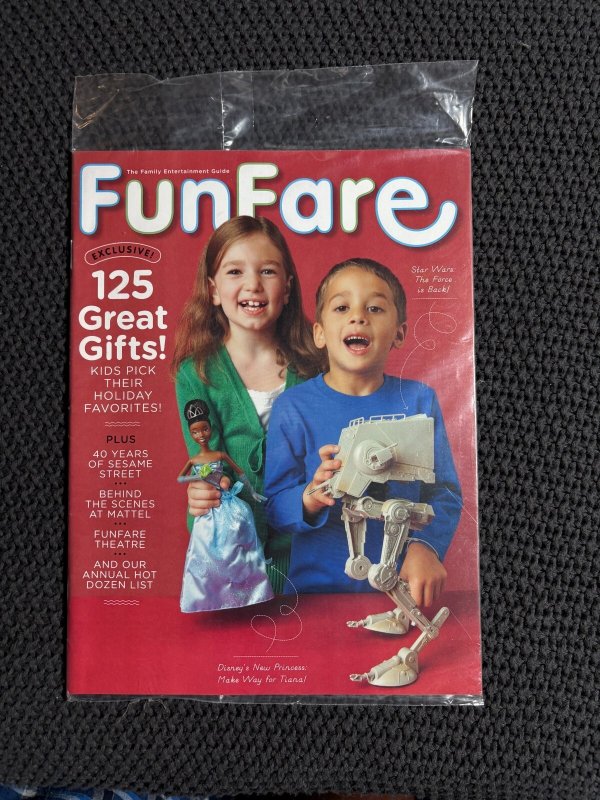 The Family Entertainment Guide
FunFare
EXCLUSIVE!
125
Great
Gifts!
KIDS PICK
THEIR
HOLIDAY
FAVORITES!
PLUS
40 YEARS
OF SESAME
STREET
•••
BEHIND
THE SCENES
AT MATTEL
•••
FUNFARE
THEATRE
•••
AND OUR
ANNUAL HOT
DOZEN LIST
Star Wars:
The Force
is Back!
Disney's New Princess:
Make Way for Tiana!